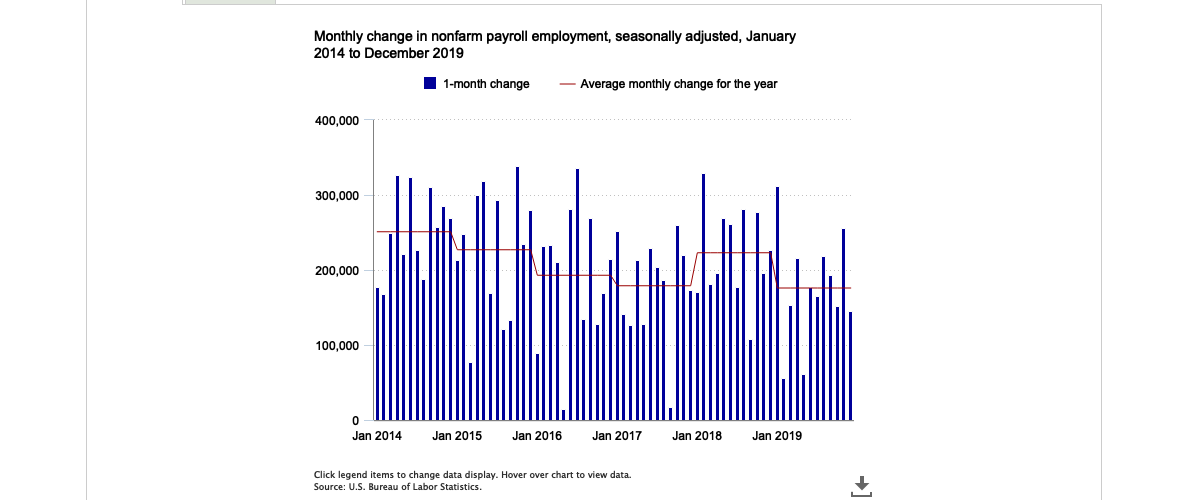 Monthly change in nonfarm payroll employment, seasonally adjusted, January
2014 to December 2019
1-month change
Average monthly change for the year
400,000
300,000
200,000
100,000
0
Jan 2014
Jan 2015
Jan 2016
Jan 2017
Jan 2018
Jan 2019
Click legend items to change data display. Hover over chart to view data.
Source: U.S. Bureau of Labor Statistics.